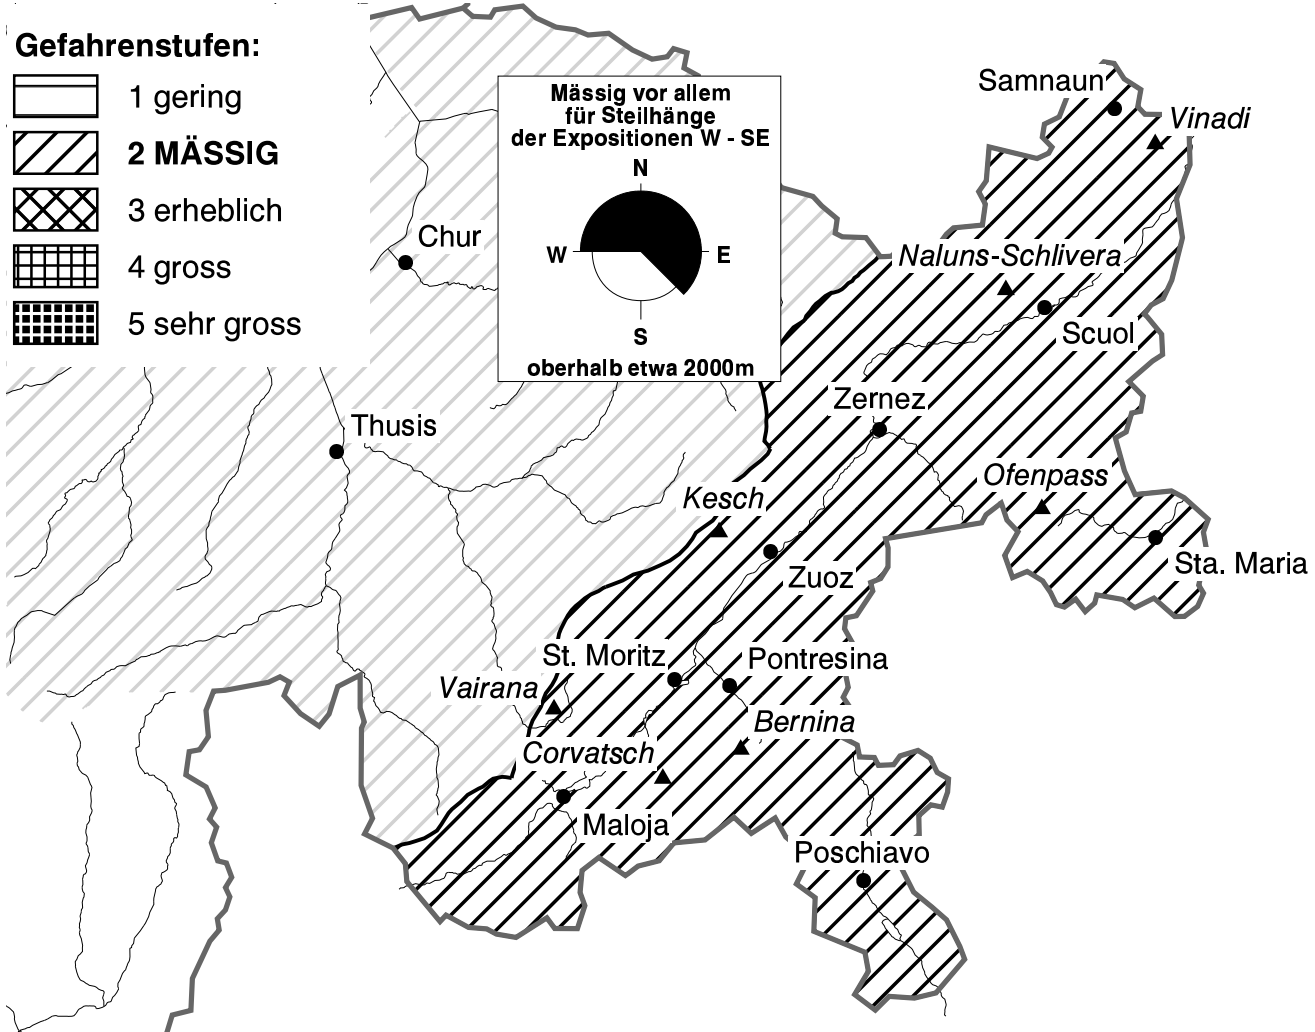 Gefahrenstufen:
1 gering
2 MÄSSIG
3 erheblich
4 gross
5 sehr gross
Mässig vor allem
für Steilhänge
der Expositionen W - SE
N
W
E
S
oberhalb etwa 2000m
Samnaun
Vinadi
Chur
Naluns-Schlivera
Scuol
Zernez
Thusis
Ofenpass
Kesch
Sta. Maria
Zuoz
St. Moritz
Pontresina
Vairana
Bernina
Corvatsch
Maloja
Poschiavo